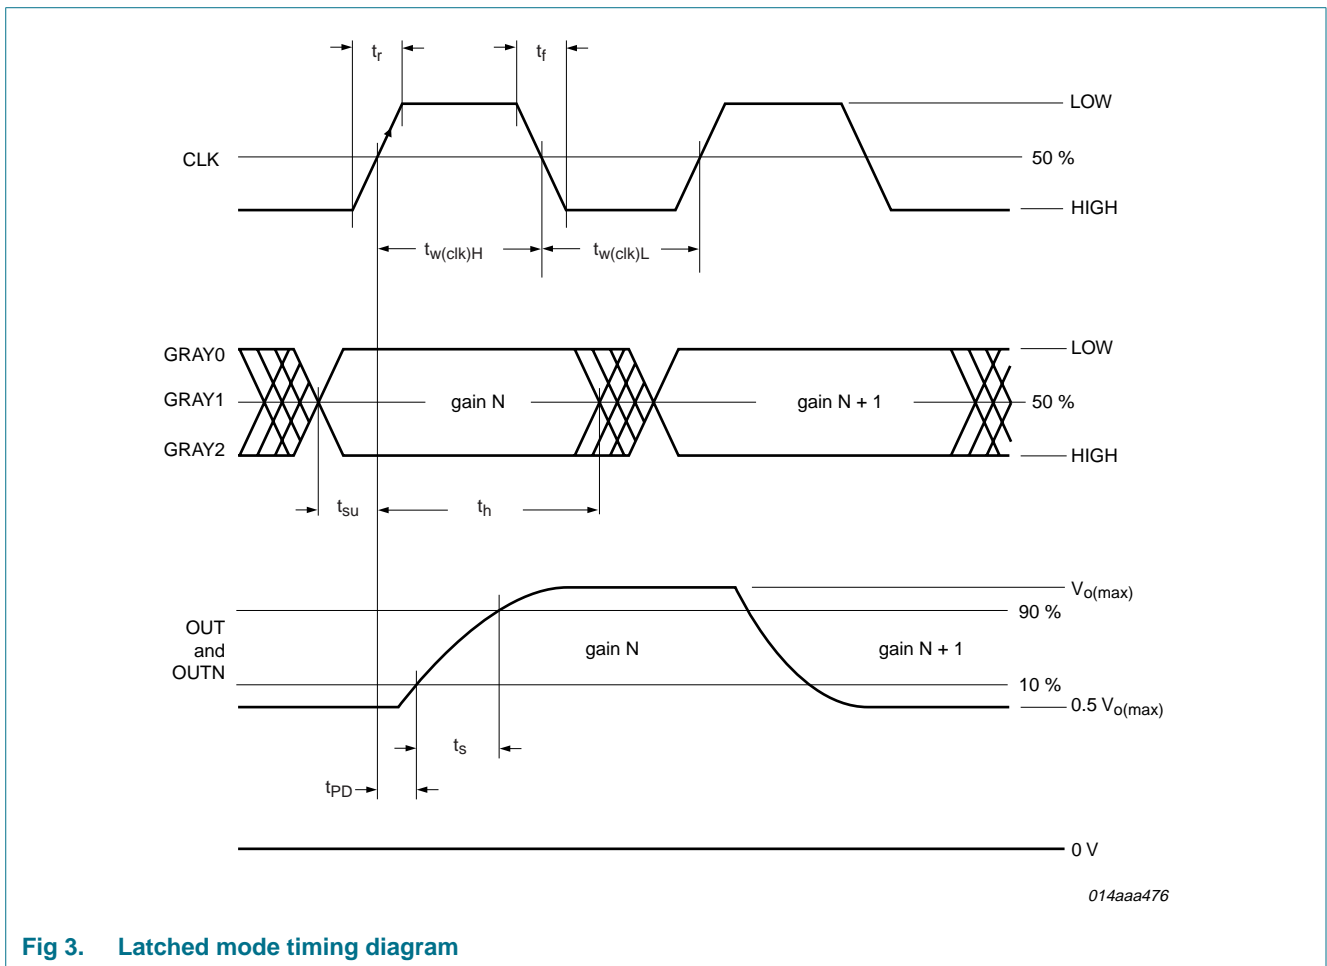 tr
tf
LOW
CLK
50 %
HIGH
tw(clk)H
tw(clk)L
GRAY0
LOW
GRAY1
gain N
gain N + 1
50 %
GRAY2
HIGH
tsu
th
Vo(max)
90 %
OUT
and
OUTN
gain N
gain N + 1
10 %
0.5 Vo(max)
ts
tPD
0 V
014aaa476
Fig 3. Latched mode timing diagram